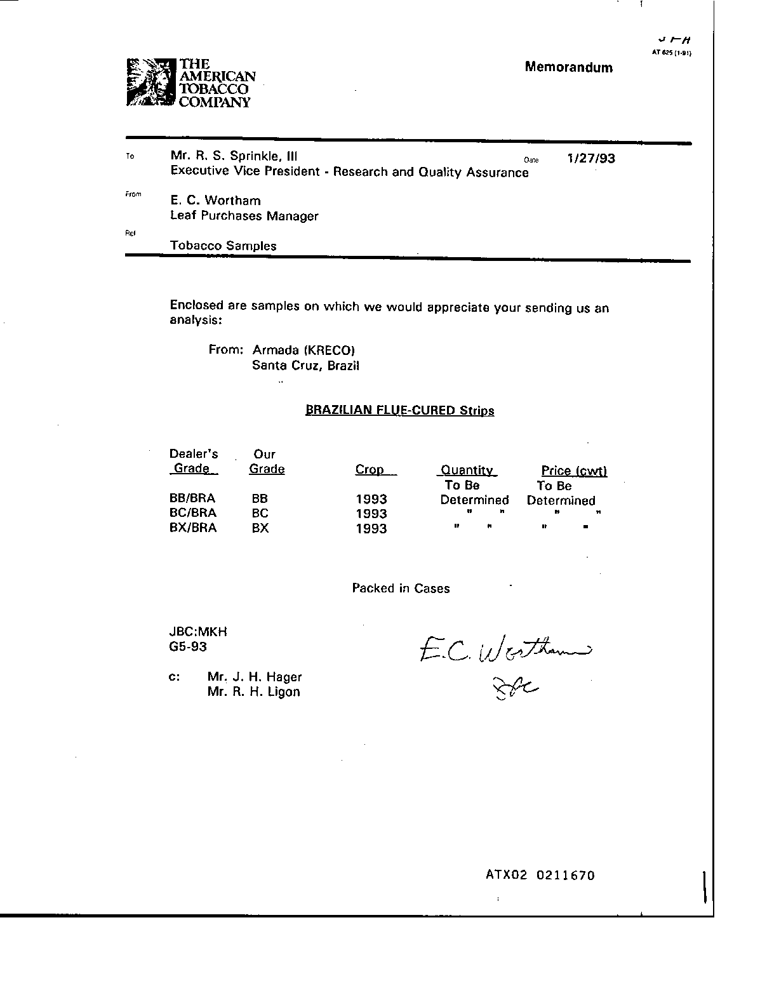 JFH
AT 625 (1-91)
THE
AMERICAN
TOBACCO
COMPANY
Memorandum
To Mr. R. S. Sprinkle, III Date 1/27/93
Executive Vice President - Research and Quality Assurance
From E. C. Wortham
Leaf Purchases Manager
Ref
Tobacco Samples
Enclosed are samples on which we would appreciate your sending us an
analysis:
From: Armada (KRECO)
Santa Cruz, Brazil
BRAZILIAN FLUE-CURED Strips
Dealer's Our
Grade Grade Crop Quantity Price (cwt)
To Be To Be
BB/BRA BB 1993 Determined Determined
BC/BRA BC 1993 " " " "
BX/BRA BX 1993 " " " "
Packed in Cases
JBC:MKH
G5-93
E.C. Wortham
JBC
c: Mr. J. H. Hager
Mr. R. H. Ligon
ATX02 0211670